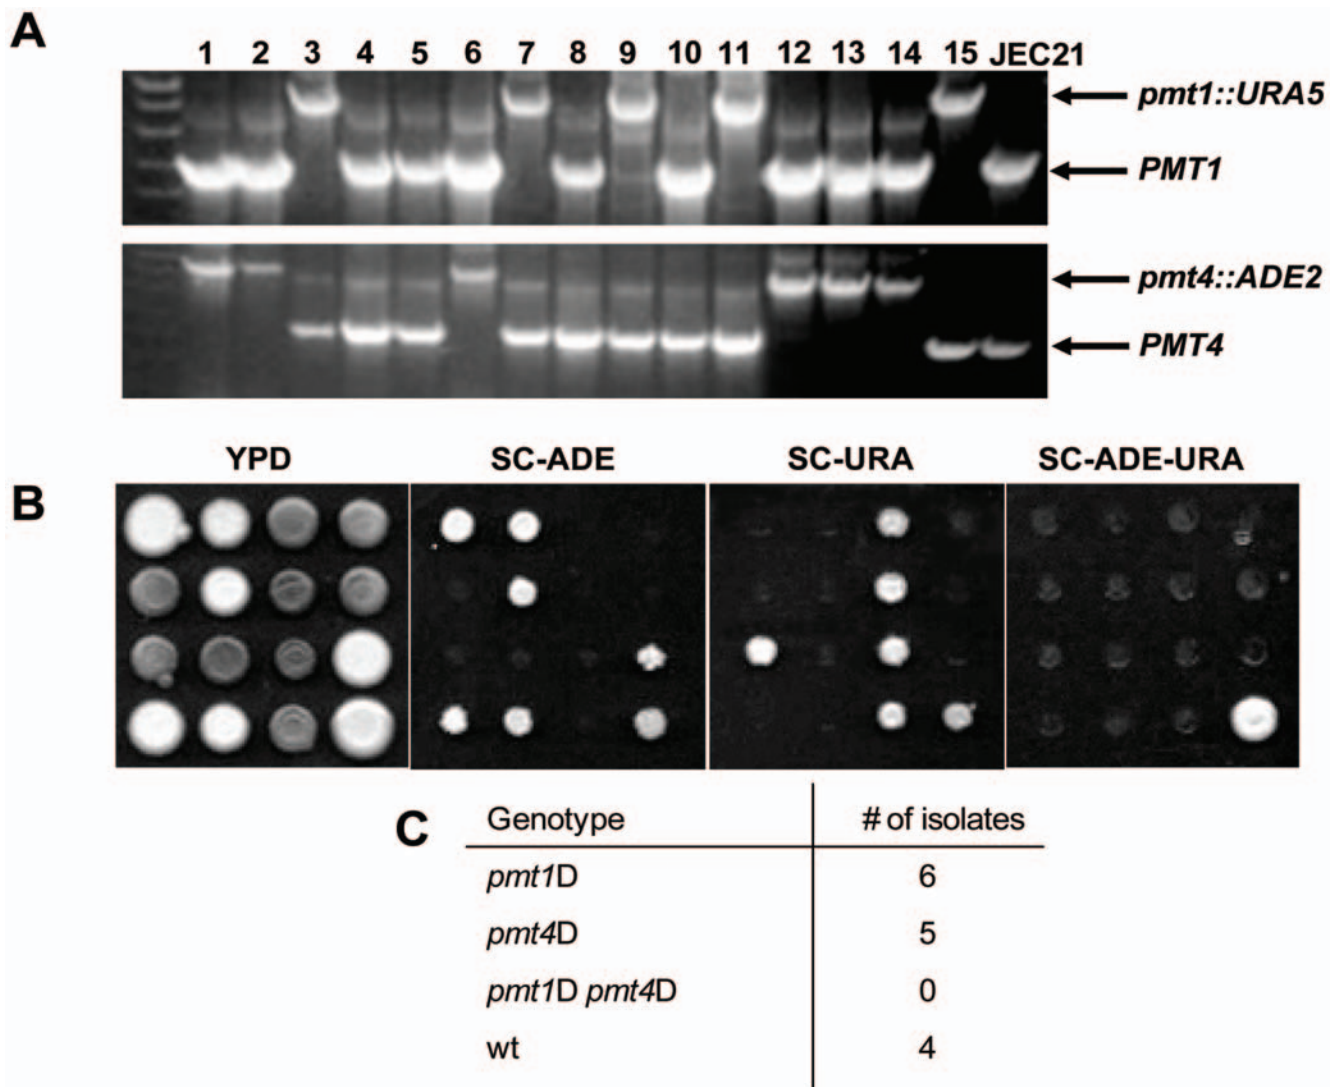 A
1 2 3 4 5 6 7 8 9 10 11 12 13 14 15 JEC21
pmt1::URA5
PMT1
pmt4::ADE2
PMT4
B
YPD SC-ADE SC-URA SC-ADE-URA
C
Genotype # of isolates
pmt1D 6
pmt4D 5
pmt1D pmt4D 0
wt 4